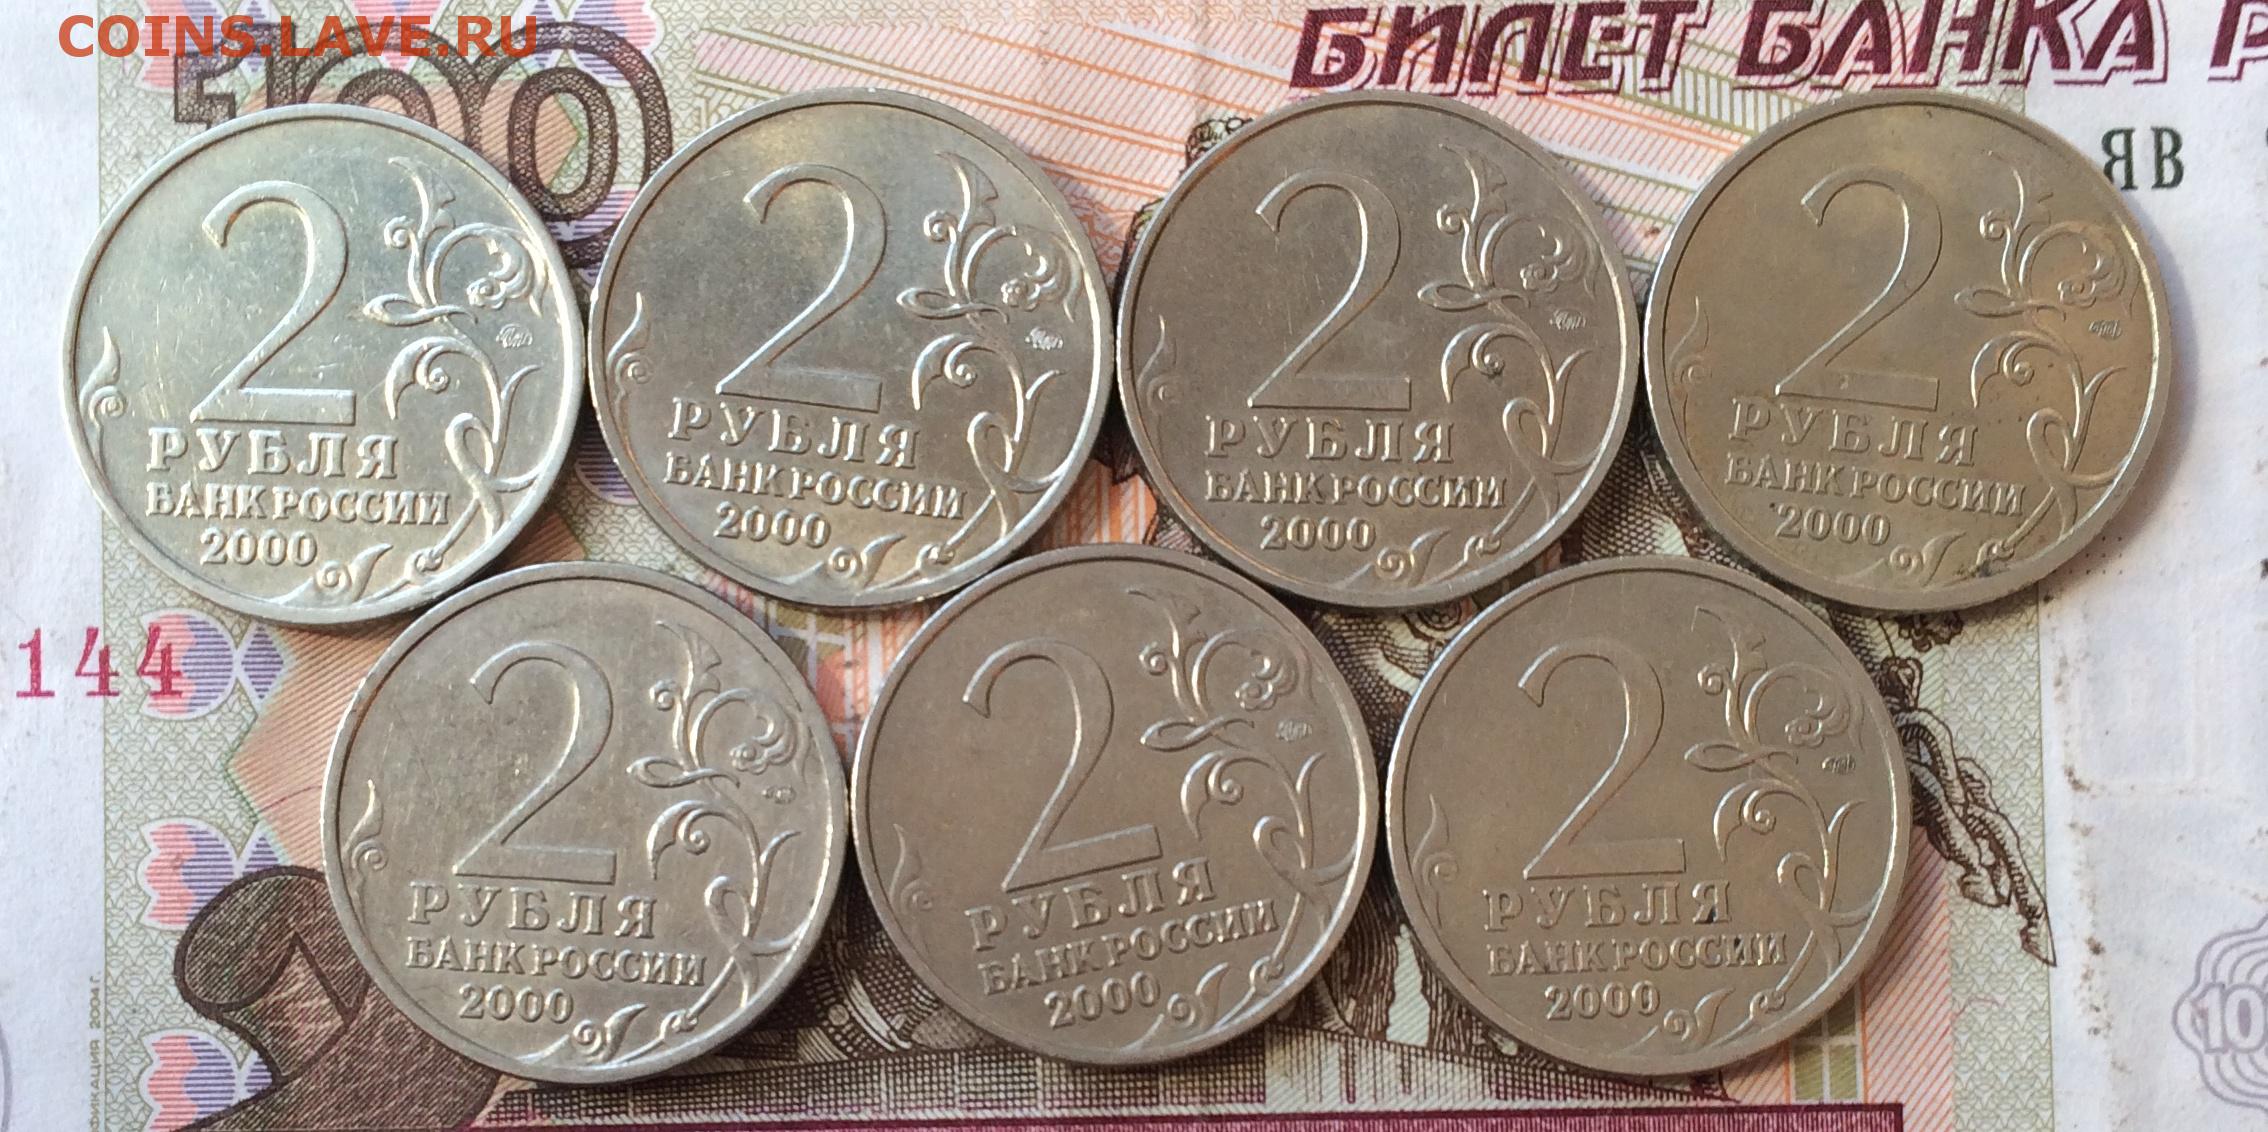 COINS.LAVE.RU
БИЛЕТ БАНКА
100
ЯВ
2
РУБЛЯ
БАНК РОССИИ
2000
2
РУБЛЯ
БАНК РОССИИ
2000
2
РУБЛЯ
БАНК РОССИИ
2000
2
РУБЛЯ
БАНК РОССИИ
2000
144
2
РУБЛЯ
БАНК РОССИИ
2000
2
РУБЛЯ
БАНК РОССИИ
2000
2
РУБЛЯ
БАНК РОССИИ
2000
2004 г.